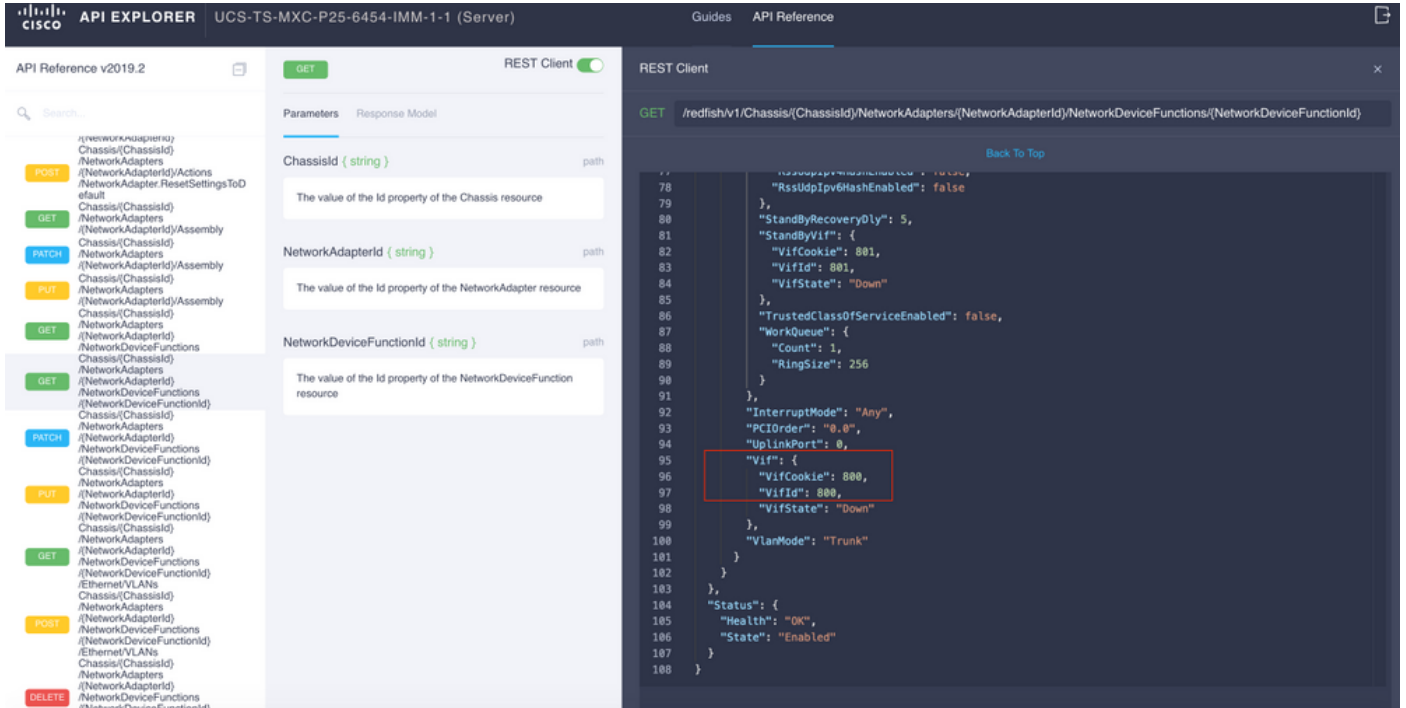 CISCO
API EXPLORER
UCS-TS-MXC-P25-6454-IMM-1-1 (Server)
Guides
API Reference
API Reference v2019.2
Search...
/{NetworkAdapterId}
POST
Chassis/{ChassisId}
/NetworkAdapters
/{NetworkAdapterId}/Actions
/NetworkAdapter.ResetSettingsToD
efault
GET
Chassis/{ChassisId}
/NetworkAdapters
/{NetworkAdapterId}/Assembly
PATCH
Chassis/{ChassisId}
/NetworkAdapters
/{NetworkAdapterId}/Assembly
PUT
Chassis/{ChassisId}
/NetworkAdapters
/{NetworkAdapterId}/Assembly
GET
Chassis/{ChassisId}
/NetworkAdapters
/{NetworkAdapterId}
/NetworkDeviceFunctions
GET
Chassis/{ChassisId}
/NetworkAdapters
/{NetworkAdapterId}
/NetworkDeviceFunctions
/{NetworkDeviceFunctionId}
PATCH
Chassis/{ChassisId}
/NetworkAdapters
/{NetworkAdapterId}
/NetworkDeviceFunctions
/{NetworkDeviceFunctionId}
PUT
Chassis/{ChassisId}
/NetworkAdapters
/{NetworkAdapterId}
/NetworkDeviceFunctions
/{NetworkDeviceFunctionId}
GET
Chassis/{ChassisId}
/NetworkAdapters
/{NetworkAdapterId}
/NetworkDeviceFunctions
/{NetworkDeviceFunctionId}
/Ethernet/VLANs
POST
Chassis/{ChassisId}
/NetworkAdapters
/{NetworkAdapterId}
/NetworkDeviceFunctions
/{NetworkDeviceFunctionId}
/Ethernet/VLANs
DELETE
Chassis/{ChassisId}
/NetworkAdapters
/{NetworkAdapterId}
/NetworkDeviceFunctions
/{NetworkDeviceFunctionId}
GET
REST Client
Parameters
Response Model
ChassisId { string }
path
The value of the Id property of the Chassis resource
NetworkAdapterId { string }
path
The value of the Id property of the NetworkAdapter resource
NetworkDeviceFunctionId { string }
path
The value of the Id property of the NetworkDeviceFunction
resource
REST Client
×
GET /redfish/v1/Chassis/{ChassisId}/NetworkAdapters/{NetworkAdapterId}/NetworkDeviceFunctions/{NetworkDeviceFunctionId}
Back To Top
77 "RssUdpIpv4HashEnabled": false,
78 "RssUdpIpv6HashEnabled": false
79 },
80 "StandByRecoveryDly": 5,
81 "StandByVif": {
82 "VifCookie": 801,
83 "VifId": 801,
84 "VifState": "Down"
85 },
86 "TrustedClassOfServiceEnabled": false,
87 "WorkQueue": {
88 "Count": 1,
89 "RingSize": 256
90 }
91 },
92 "InterruptMode": "Any",
93 "PCIOrder": "0.0",
94 "UplinkPort": 0,
95 "Vif": {
96 "VifCookie": 800,
97 "VifId": 800,
98 "VifState": "Down"
99 },
100 "VlanMode": "Trunk"
101 }
102 }
103 },
104 "Status": {
105 "Health": "OK",
106 "State": "Enabled"
107 }
108 }